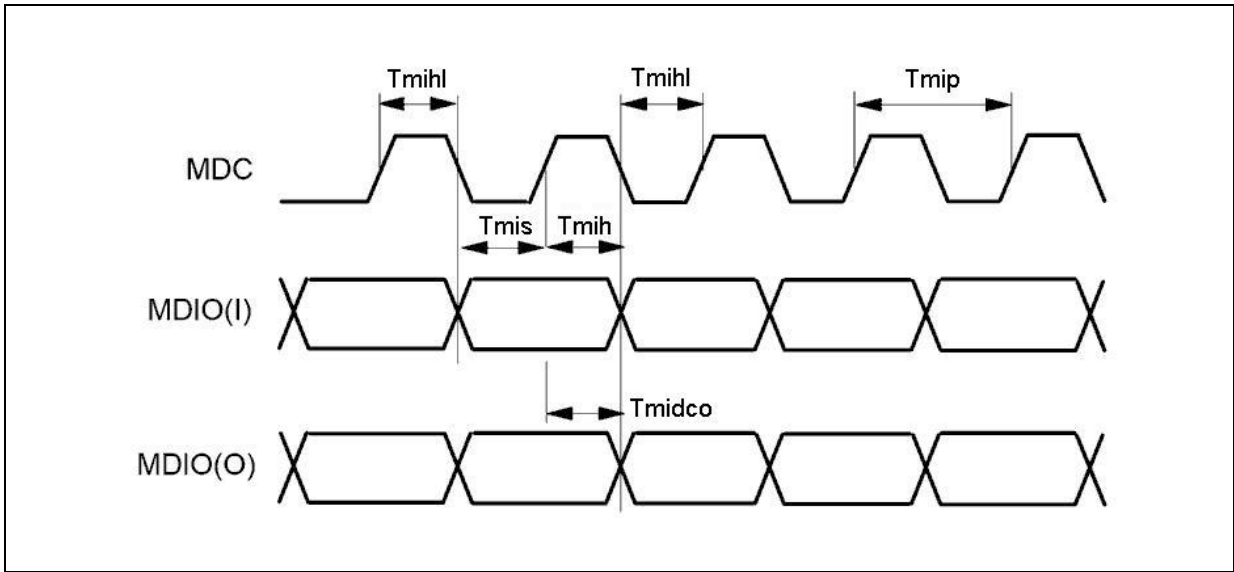 Tmihl
Tmihl
Tmip
MDC
Tmis
Tmih
MDIO(I)
Tmidco
MDIO(O)